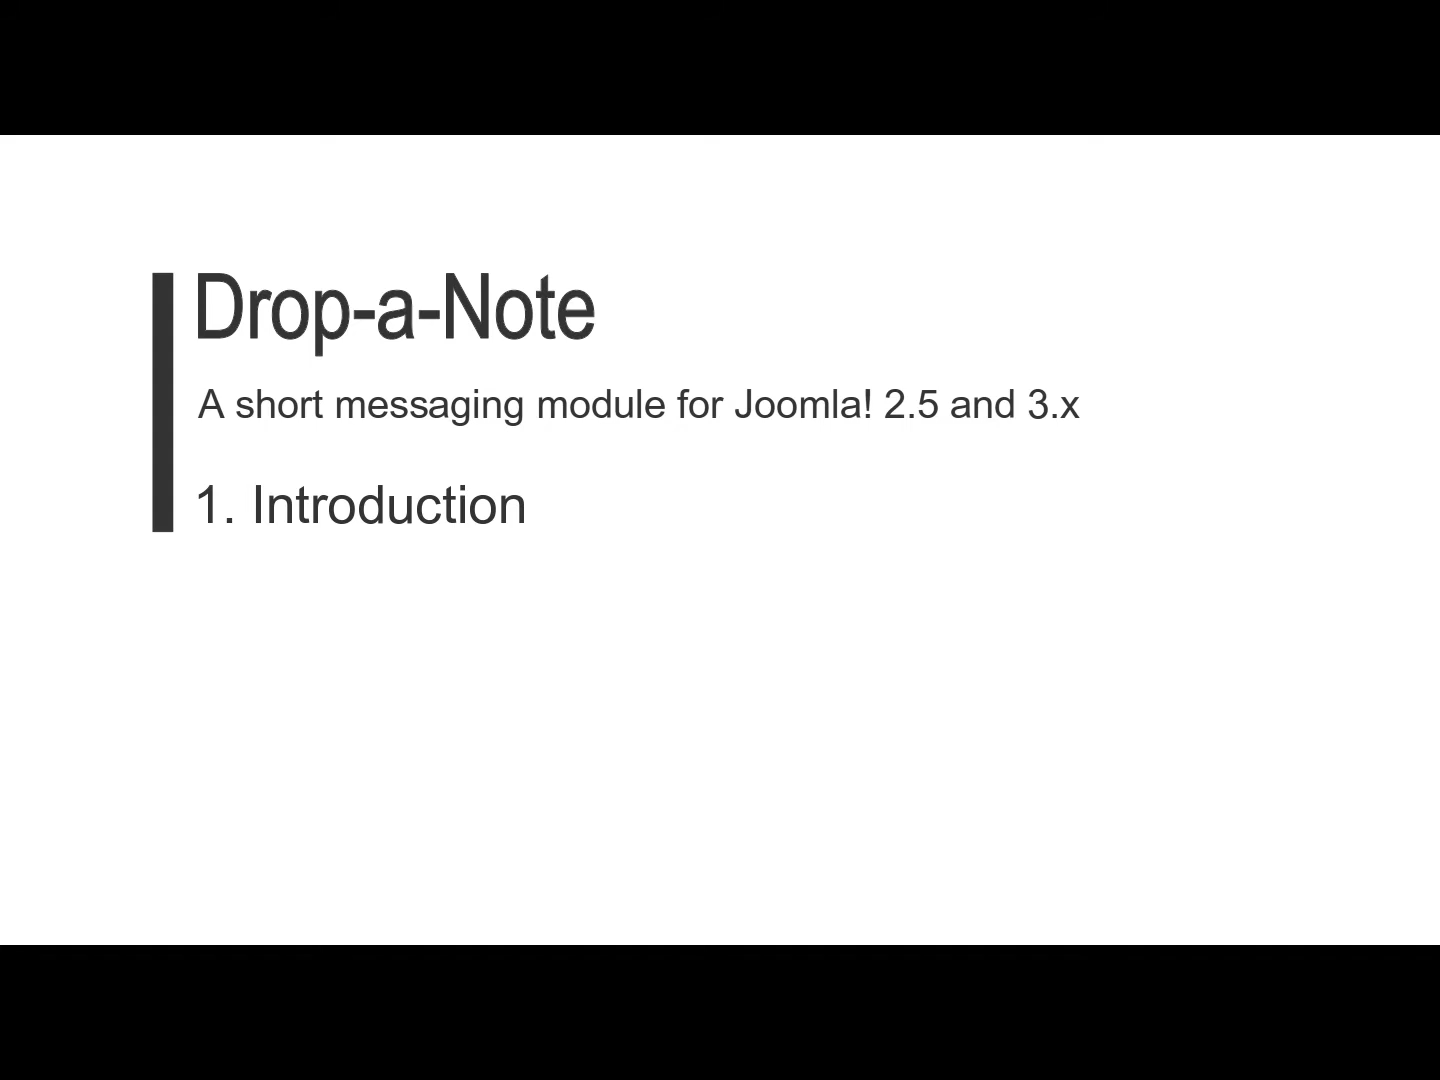 Drop-a-Note
A short messaging module for Joomla! 2.5 and 3.x
1. Introduction